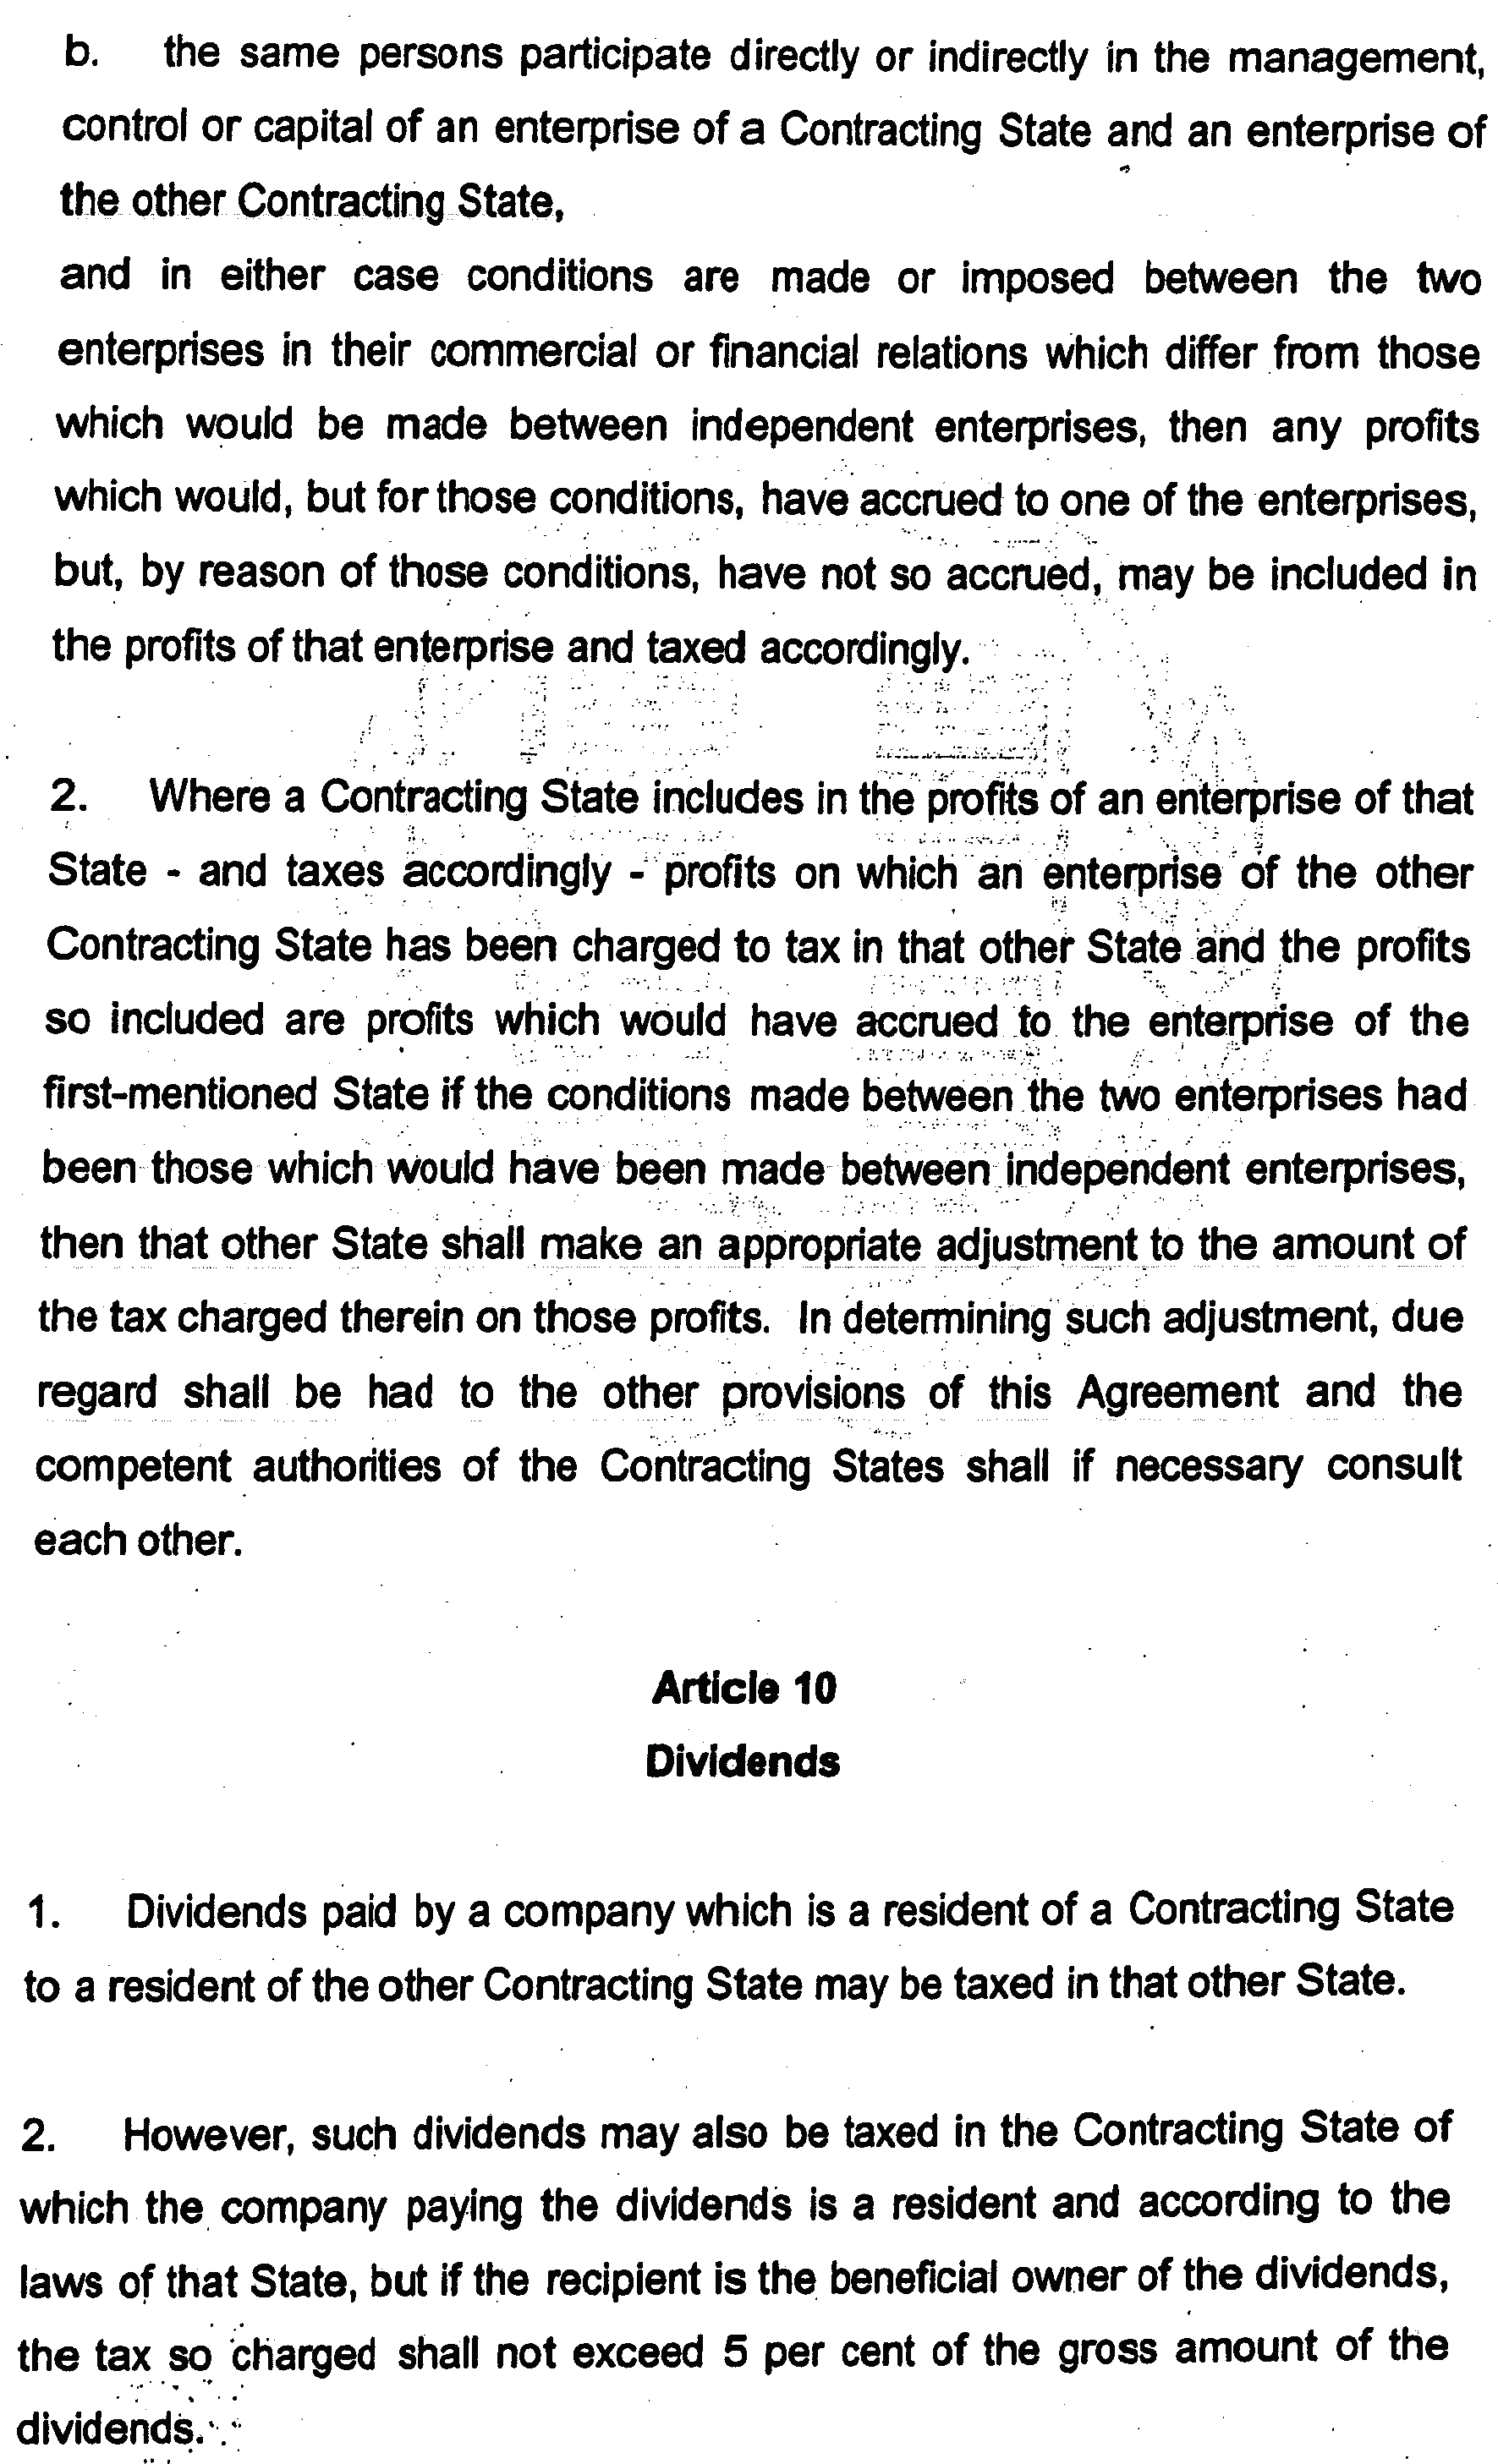 b. the same persons participate directly or indirectly in the management,
control or capital of an enterprise of a Contracting State and an enterprise of
the other Contracting State,
and in either case conditions are made or imposed between the two
enterprises in their commercial or financial relations which differ from those
which would be made between independent enterprises, then any profits
which would, but for those conditions, have accrued to one of the enterprises,
but, by reason of those conditions, have not so accrued, may be included in
the profits of that enterprise and taxed accordingly.
2. Where a Contracting State includes in the profits of an enterprise of that
State - and taxes accordingly - profits on which an enterprise of the other
Contracting State has been charged to tax in that other State and the profits
so included are profits which would have accrued to the enterprise of the
first-mentioned State if the conditions made between the two enterprises had
been those which would have been made between independent enterprises,
then that other State shall make an appropriate adjustment to the amount of
the tax charged therein on those profits. In determining such adjustment, due
regard shall be had to the other provisions of this Agreement and the
competent authorities of the Contracting States shall if necessary consult
each other.
Article 10
Dividends
1. Dividends paid by a company which is a resident of a Contracting State
to a resident of the other Contracting State may be taxed in that other State.
2. However, such dividends may also be taxed in the Contracting State of
which the company paying the dividends is a resident and according to the
laws of that State, but if the recipient is the beneficial owner of the dividends,
the tax so charged shall not exceed 5 per cent of the gross amount of the
dividends.